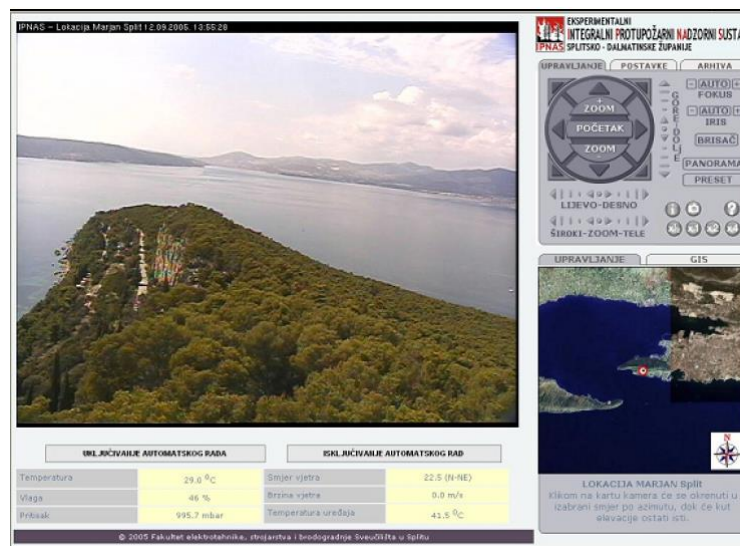 IPNAS - Lokacija Marjan Split 12.09.2005. 13:55:28
EKSPERIMENTALNI
INTEGRALNI PROTUPOŽARNI NADZORNI SUSTA
IPNAS SPLITSKO - DALMATINSKE ŽUPANIJE
UPRAVLJANJE POSTAVKE ARHIVA
- AUTO +
FOKUS
- AUTO +
IRIS
BRISAČ
PANORAMA
PRESET
+
ZOOM
POČETAK
ZOOM
-
GORE-DOLJE
LIJEVO-DESNO
ŠIROKI-ZOOM-TELE
UPRAVLJANJE GIS
N
LOKACIJA MARJAN Split
Klikom na kartu kamera će se okrenuti u
izabrani smjer po azimutu, dok će kut
elevacije ostati isti.
UKLJUČIVANJE AUTOMATSKOG RADA ISKLJUČIVANJE AUTOMATSKOG RAD
Temperatura 29.0 °C Smjer vjetra 22.5 (N-NE)
Vlaga 46 % Brzina vjetra 0.0 m/s
Pritisak 995.7 mbar Temperatura uređaja 41.5 °C
© 2005 Fakultet elektrotehnike, strojarstva i brodogradnje Sveučilišta u Splitu